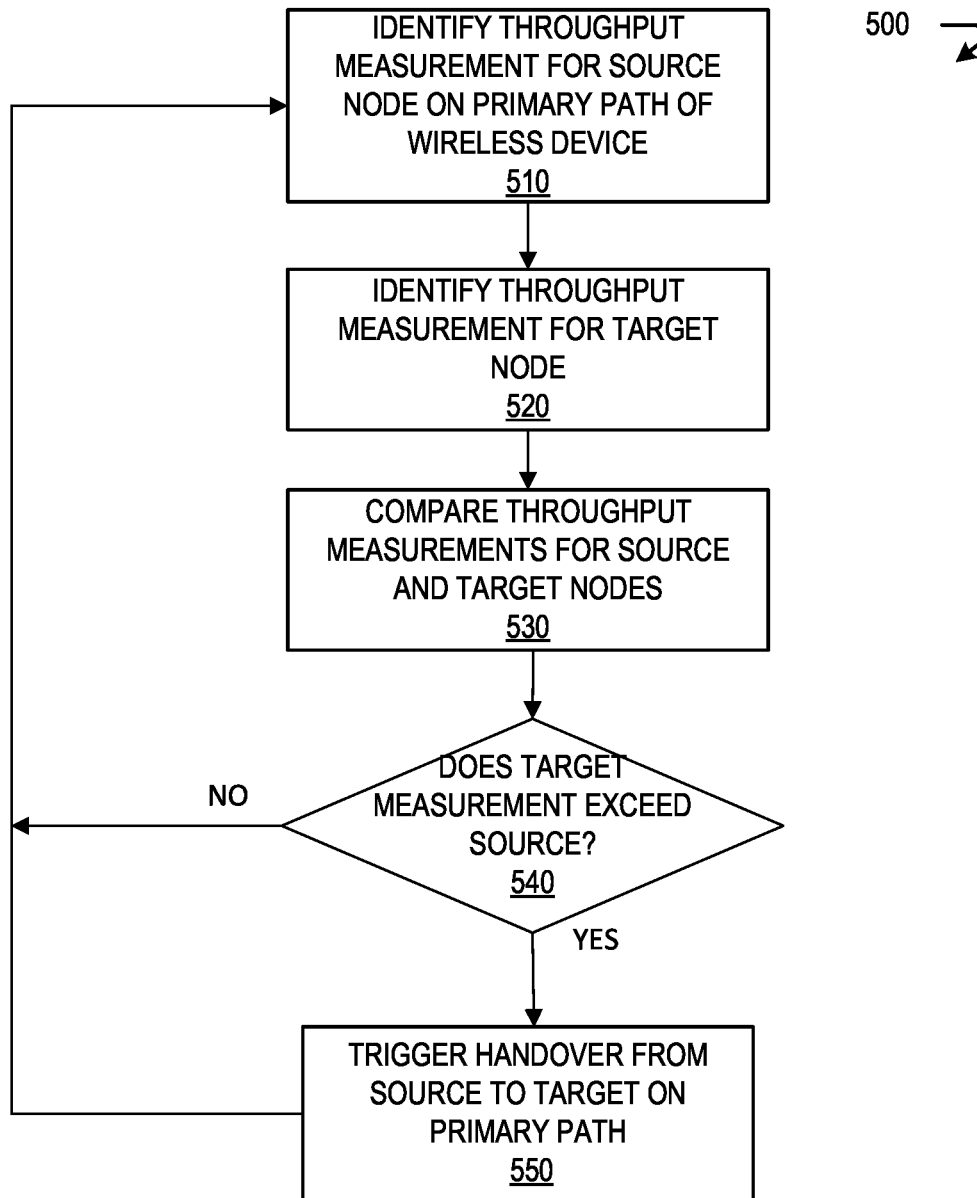 500
IDENTIFY THROUGHPUT
MEASUREMENT FOR SOURCE
NODE ON PRIMARY PATH OF
WIRELESS DEVICE
510
IDENTIFY THROUGHPUT
MEASUREMENT FOR TARGET
NODE
520
COMPARE THROUGHPUT
MEASUREMENTS FOR SOURCE
AND TARGET NODES
530
DOES TARGET
MEASUREMENT EXCEED
SOURCE?
540
NO
YES
TRIGGER HANDOVER FROM
SOURCE TO TARGET ON
PRIMARY PATH
550